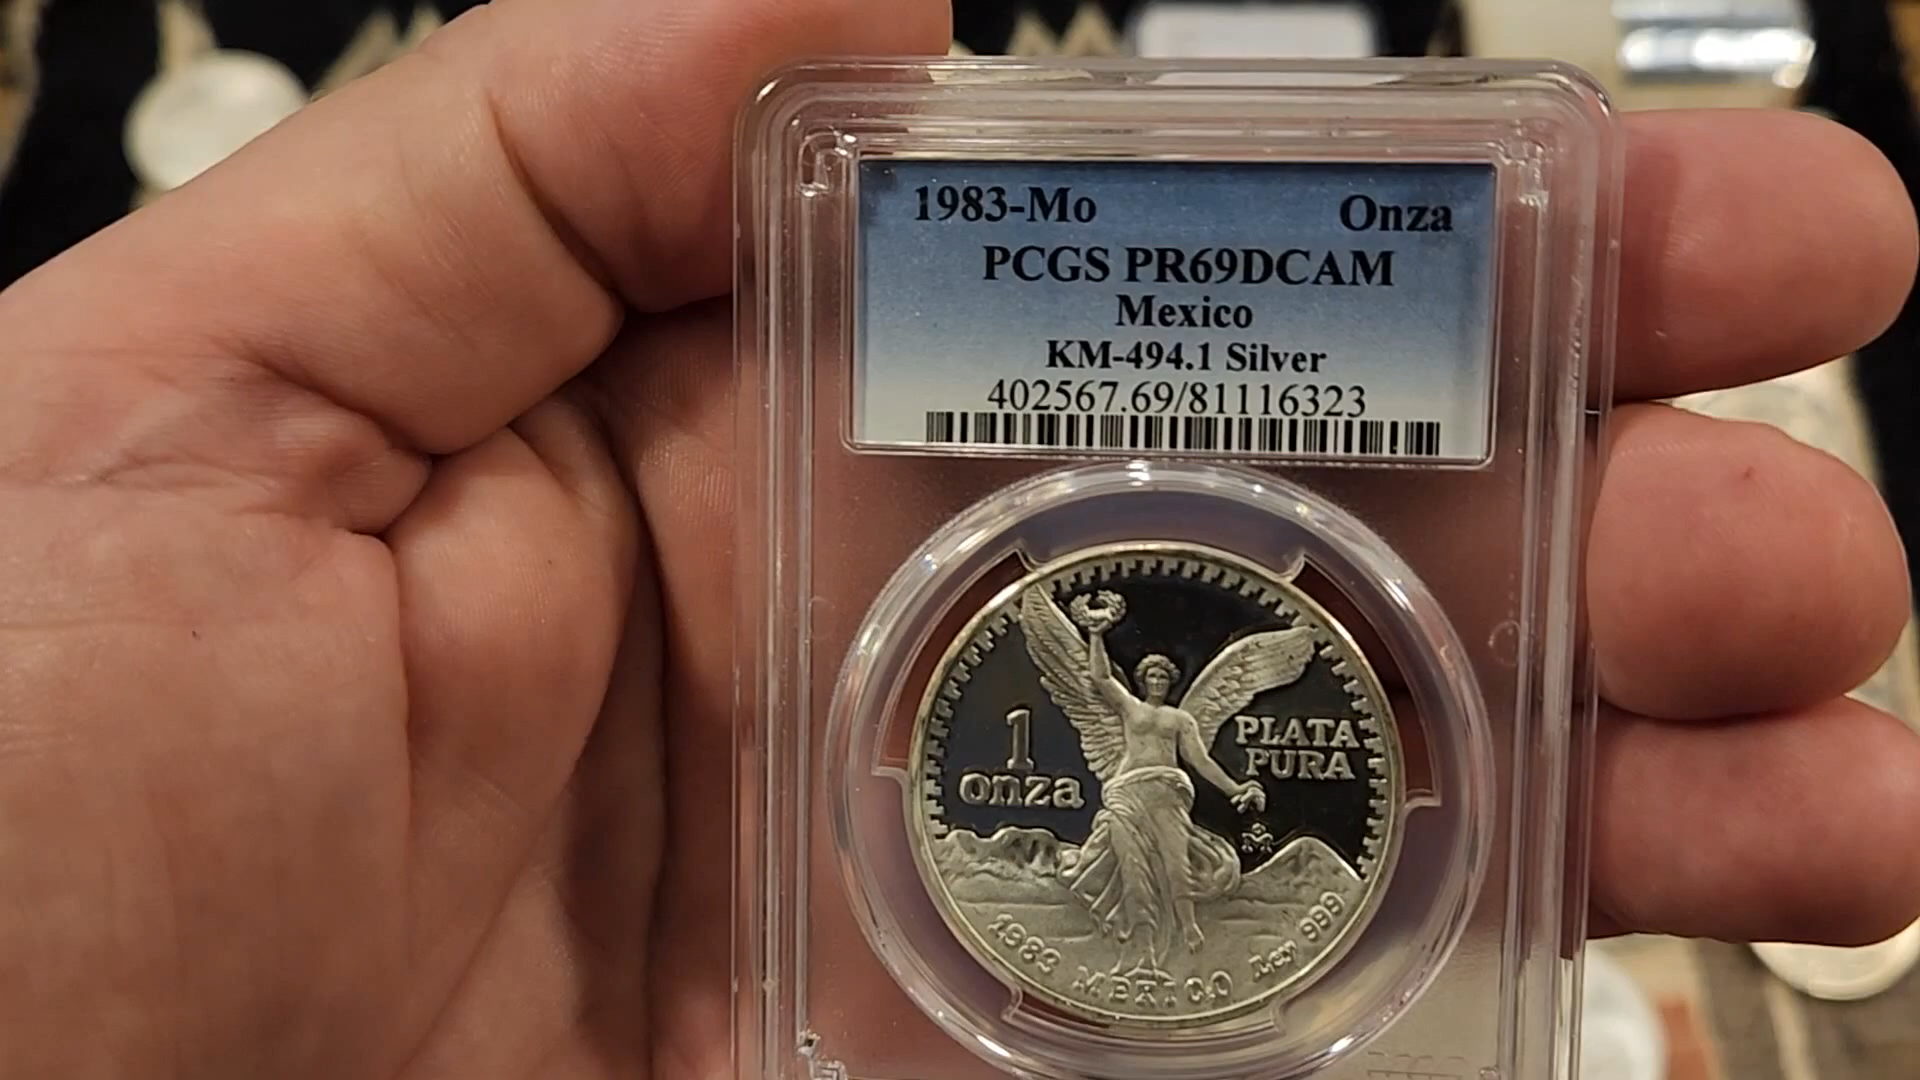 1983-Mo Onza
PCGS PR69DCAM
Mexico
KM-494.1 Silver
402567.69/81116323
1
onza
PLATA
PURA
1983 MEXICO Ley 999